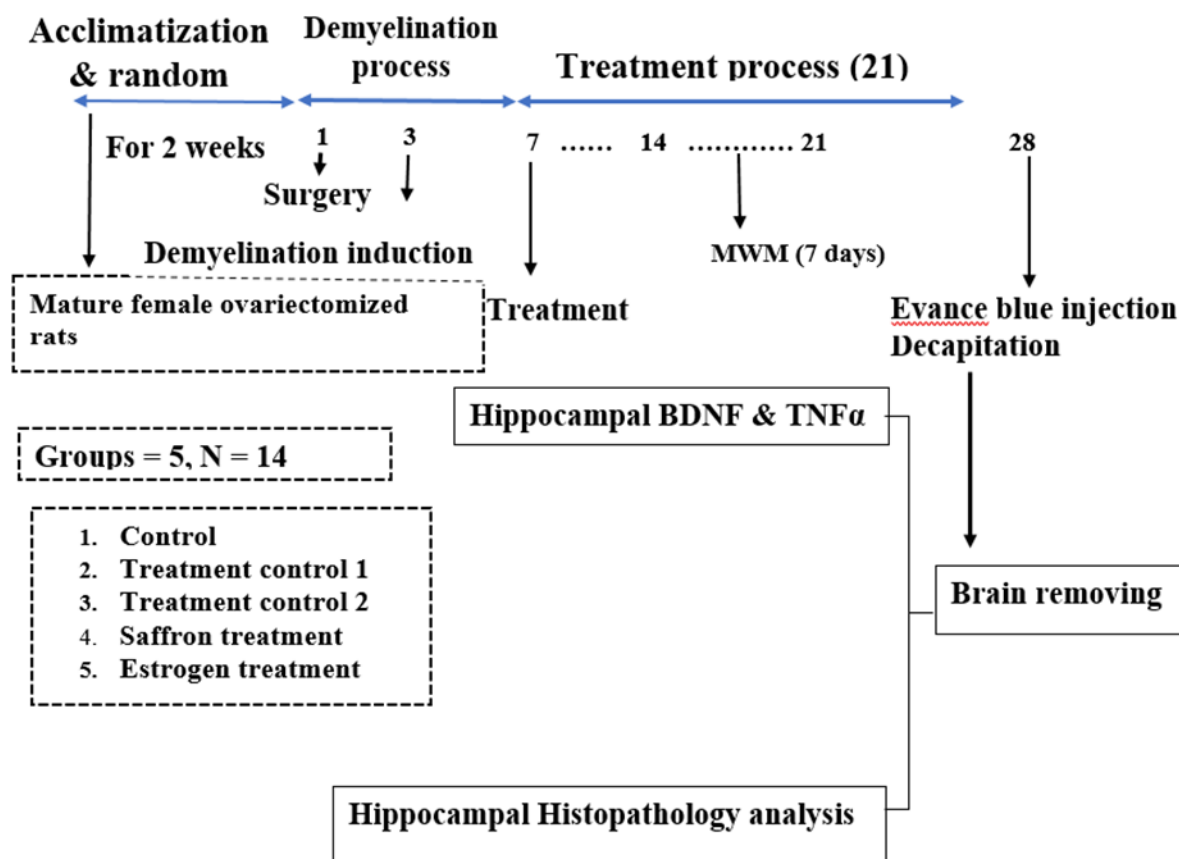 Acclimatization
& random
Demyelination
process
Treatment process (21)
For 2 weeks
1
3
7 ...... 14 ............ 21
28
Surgery
Demyelination induction
MWM (7 days)
Mature female ovariectomized
rats
Treatment
Evance blue injection
Decapitation
Hippocampal BDNF & TNFα
Groups = 5, N = 14
1. Control
2. Treatment control 1
3. Treatment control 2
4. Saffron treatment
5. Estrogen treatment
Brain removing
Hippocampal Histopathology analysis